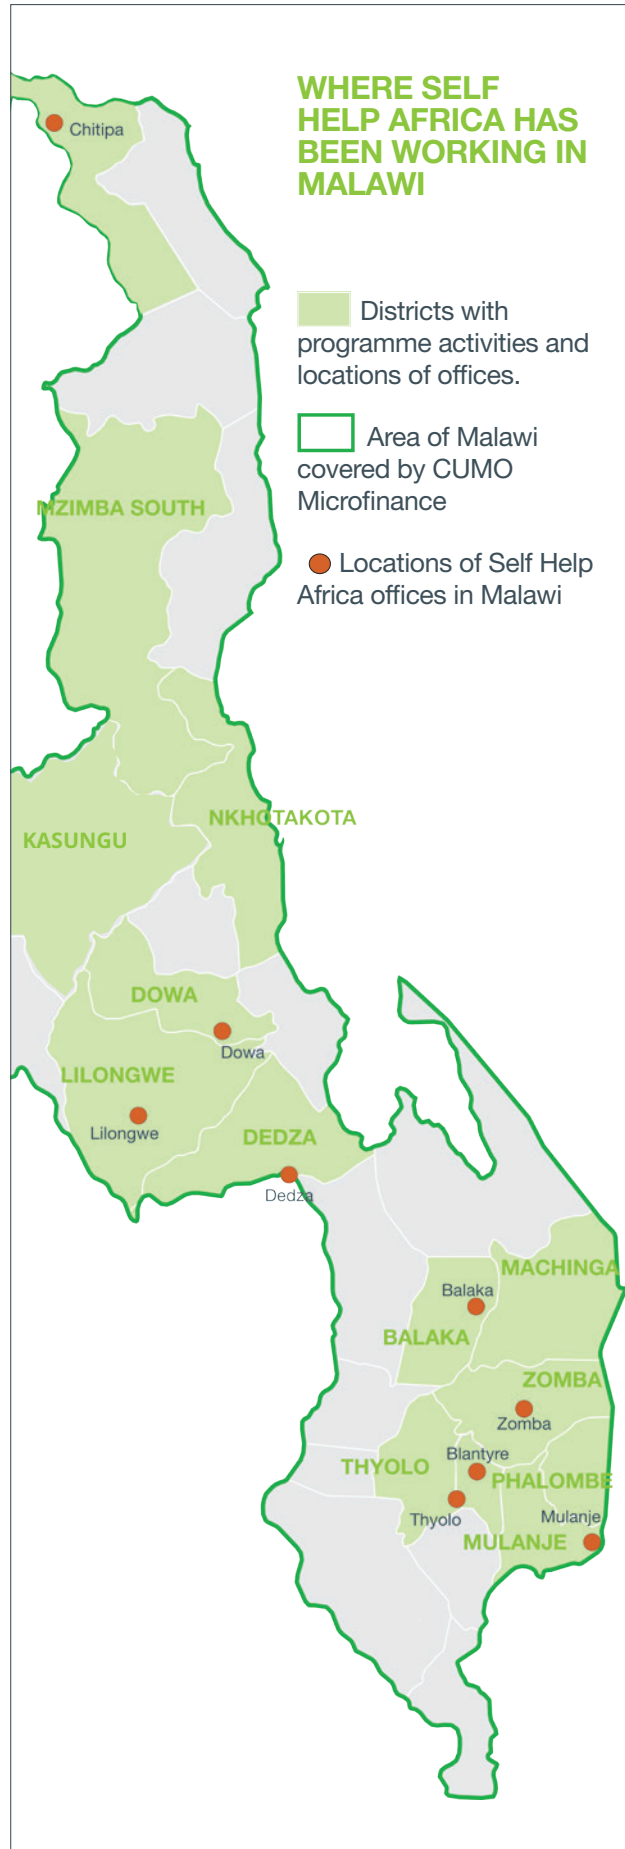 WHERE SELF
HELP AFRICA HAS
BEEN WORKING IN
MALAWI
Districts with
programme activities and
locations of offices.
Area of Malawi
covered by CUMO
Microfinance
Locations of Self Help
Africa offices in Malawi
Chitipa
MZIMBA SOUTH
NKHOTAKOTA
KASUNGU
DOWA
Dowa
LILONGWE
Lilongwe
DEDZA
Dedza
MACHINGA
Balaka
BALAKA
ZOMBA
Zomba
Blantyre
THYOLO
PHALOMBE
Thyolo
Mulanje
MULANJE